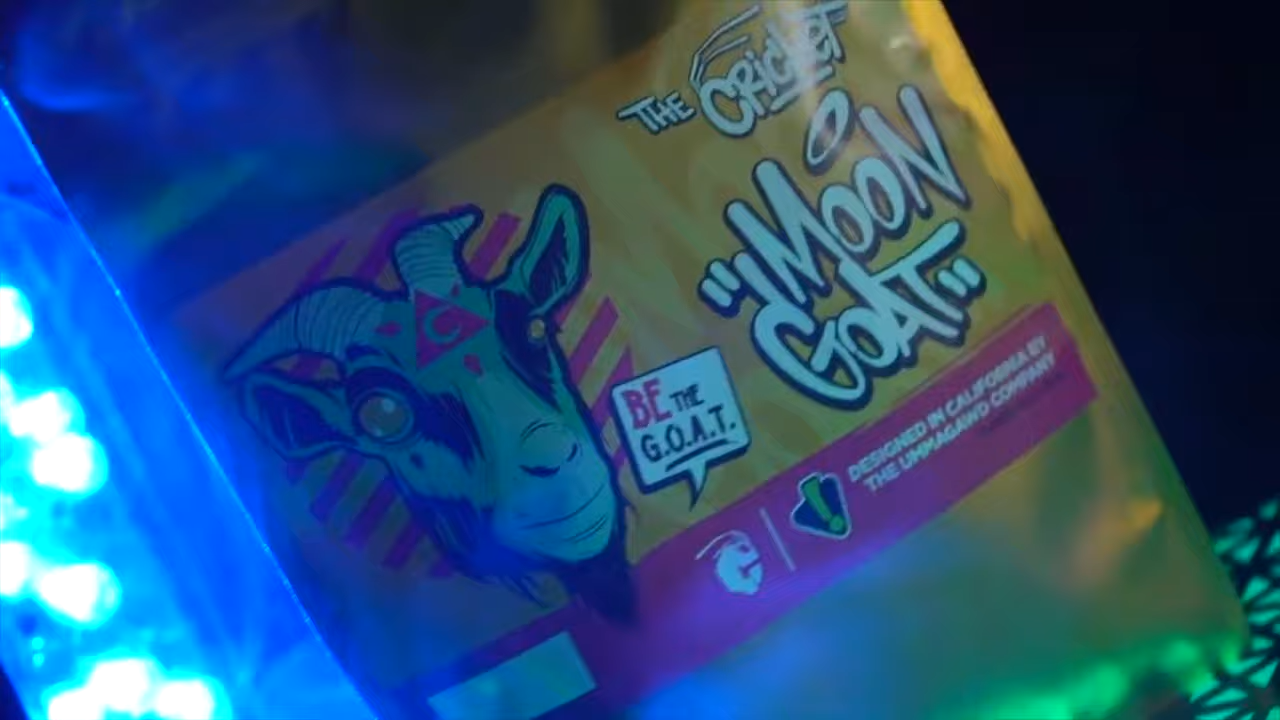 THE CRICKET
"MOON
GOAT"
BE THE
G.O.A.T.
C
DESIGNED IN CALIFORNIA BY
THE UMMAGAWD COMPANY